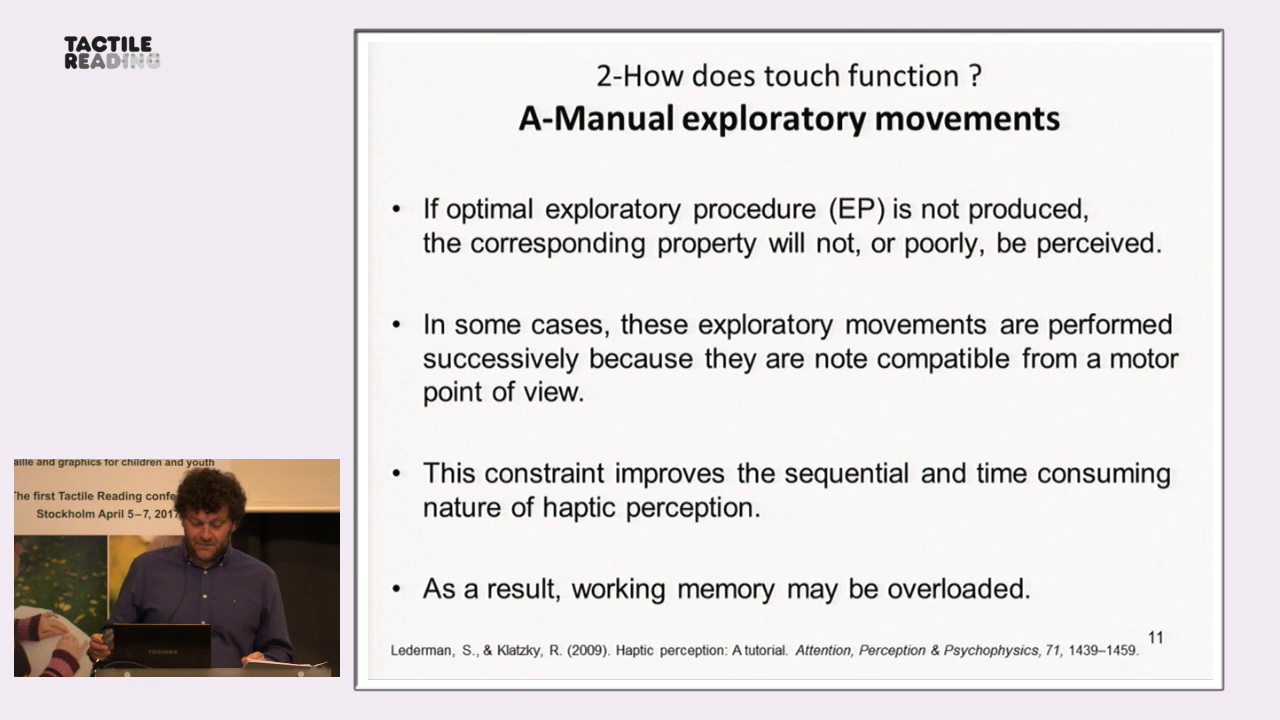 TACTILE
READING
2-How does touch function ?
A-Manual exploratory movements
• If optimal exploratory procedure (EP) is not produced,
the corresponding property will not, or poorly, be perceived.
• In some cases, these exploratory movements are performed
successively because they are note compatible from a motor
point of view.
• This constraint improves the sequential and time consuming
nature of haptic perception.
• As a result, working memory may be overloaded.
11
Lederman, S., & Klatzky, R. (2009). Haptic perception: A tutorial. Attention, Perception & Psychophysics, 71, 1439–1459.
aille and graphics for children and youth
The first Tactile Reading confe
Stockholm April 5–7, 2017
TOSHIBA